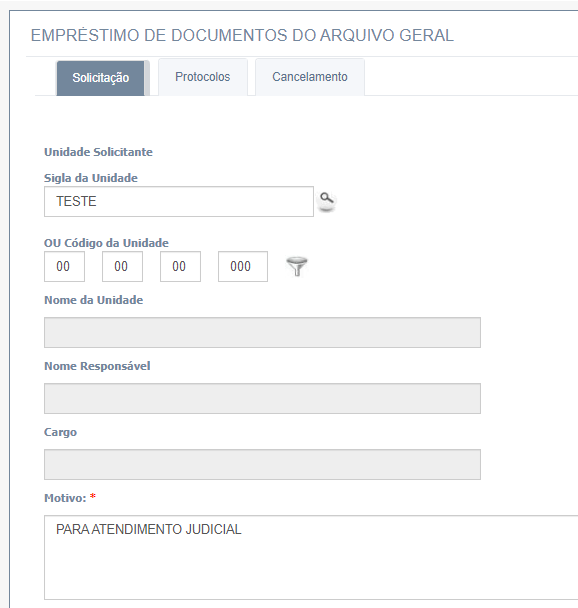 EMPRÉSTIMO DE DOCUMENTOS DO ARQUIVO GERAL
Solicitação Protocolos Cancelamento
Unidade Solicitante
Sigla da Unidade
TESTE
OU Código da Unidade
00 00 00 000
Nome da Unidade
Nome Responsável
Cargo
Motivo: *
PARA ATENDIMENTO JUDICIAL